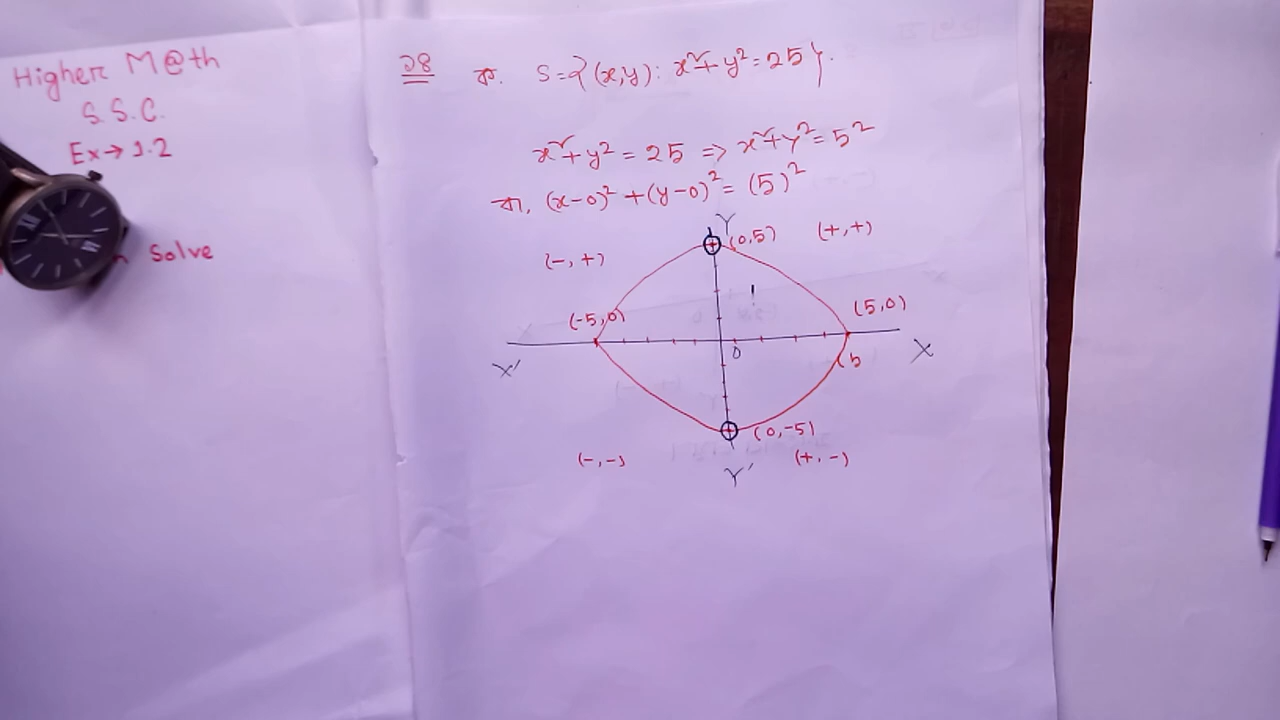 Higher M@th
S.S.C.
Ex→1.2
Solve
১৪ ক. S={(x,y): x²+y²=25}.
x²+y²=25 ⇒ x²+y²=5²
বা, (x-0)²+(y-0)²=(5)²
Y
(0,5) (+,+)
(-,+)
(-5,0) (5,0)
X' 0 X
(5
(0,-5)
(-,-) (+,-)
Y'